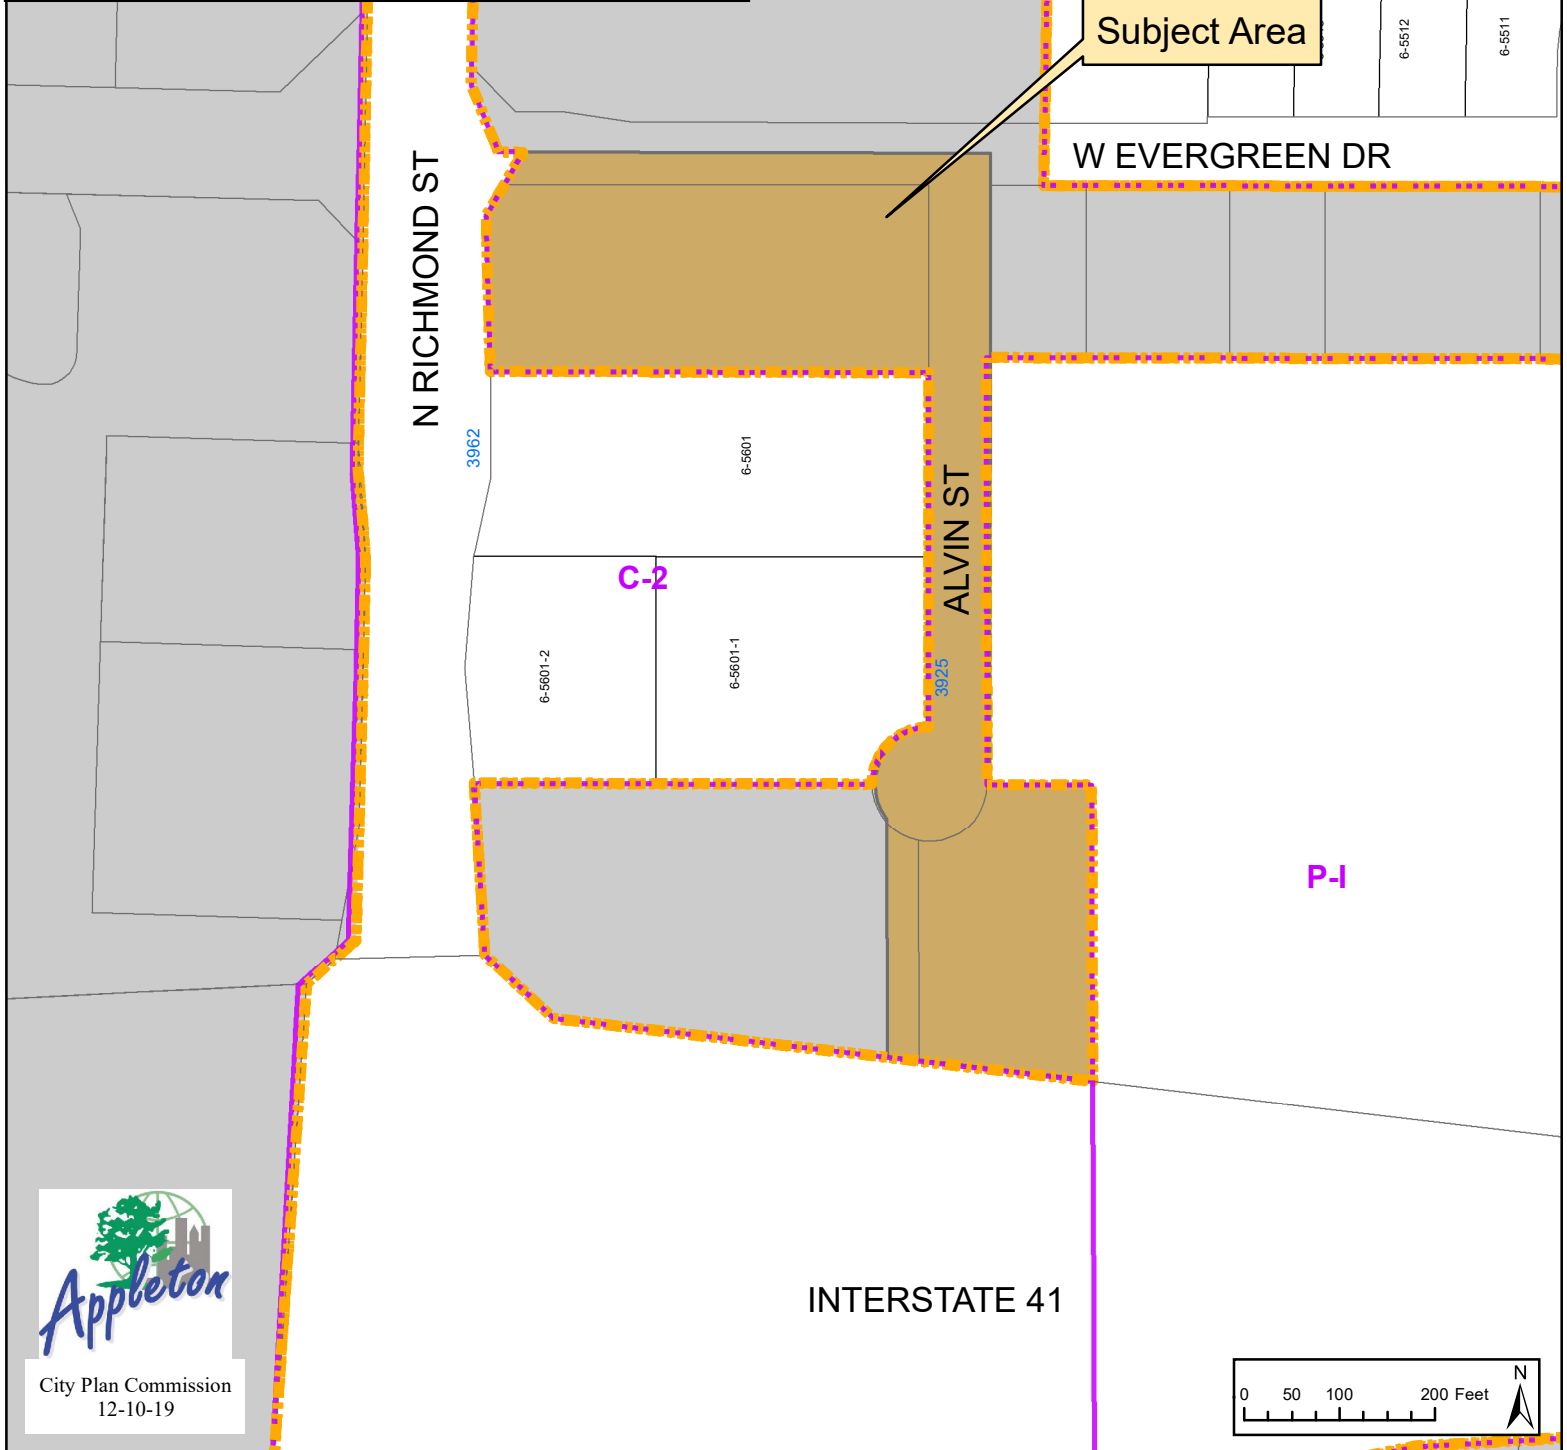 Subject Area
6-5512
6-5511
W EVERGREEN DR
N RICHMOND ST
3962
6-5601
ALVIN ST
C-2
6-5601-2
6-5601-1
3925
P-I
INTERSTATE 41
Appleton
City Plan Commission
12-10-19
N
0 50 100 200 Feet